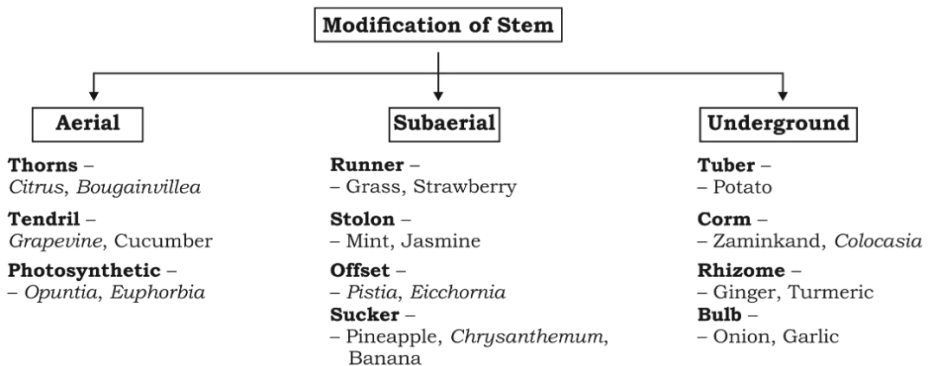 Modification of Stem
Aerial
Thorns –
Citrus, Bougainvillea
Tendril –
Grapevine, Cucumber
Photosynthetic –
– Opuntia, Euphorbia
Subaerial
Runner –
– Grass, Strawberry
Stolon –
– Mint, Jasmine
Offset –
– Pistia, Eicchornia
Sucker –
– Pineapple, Chrysanthemum,
Banana
Underground
Tuber –
– Potato
Corm –
– Zaminkand, Colocasia
Rhizome –
– Ginger, Turmeric
Bulb –
– Onion, Garlic